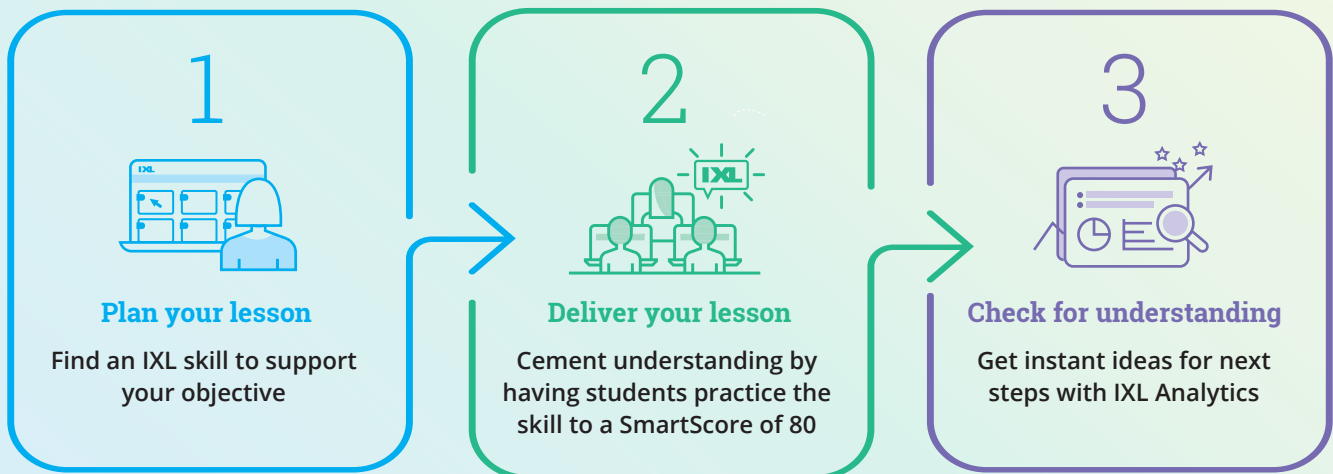 1
IXL
Plan your lesson
Find an IXL skill to support
your objective
2
IXL
Deliver your lesson
Cement understanding by
having students practice the
skill to a SmartScore of 80
3
Check for understanding
Get instant ideas for next
steps with IXL Analytics